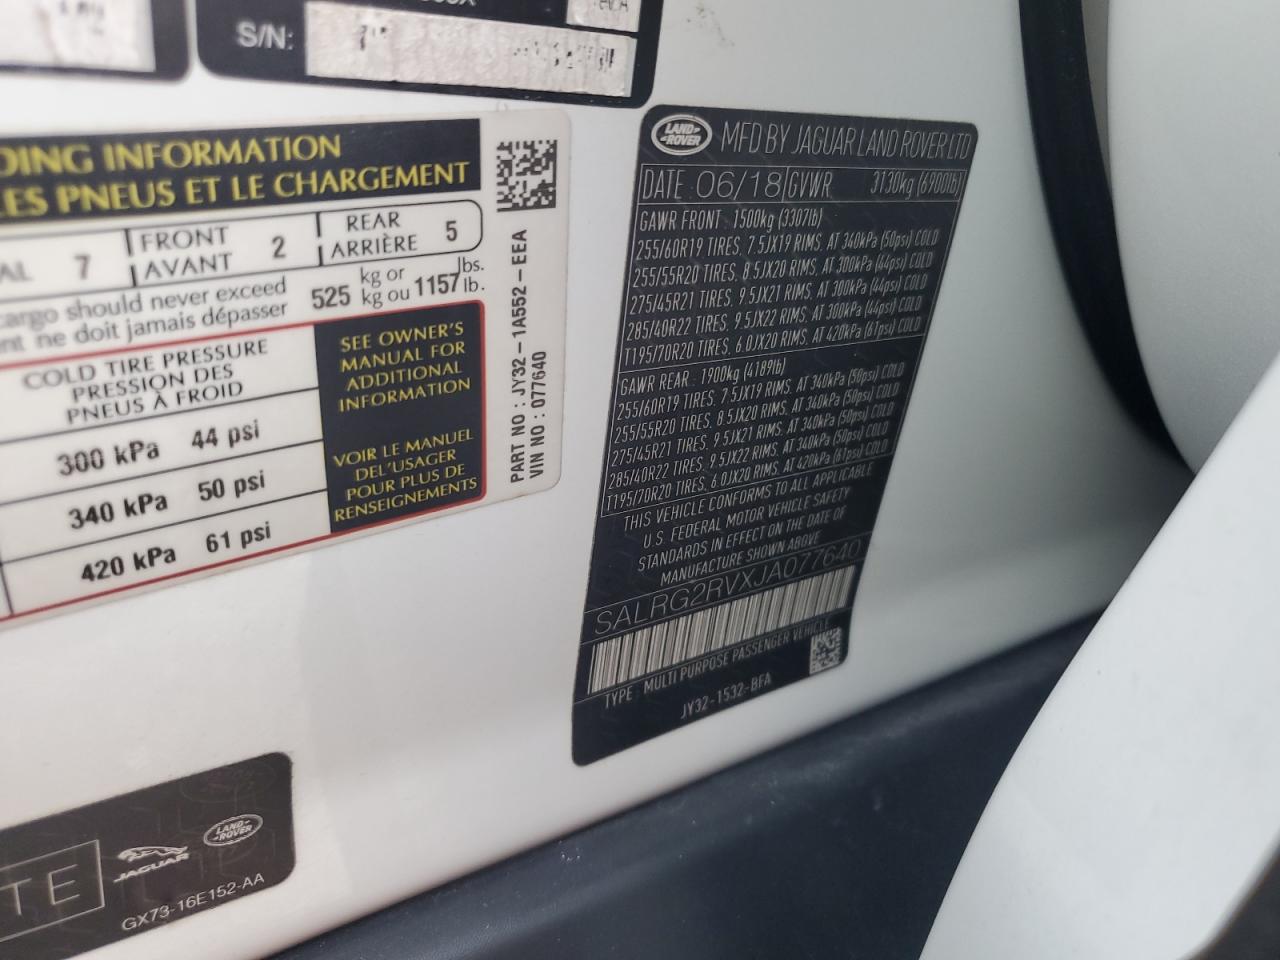 S/N:
DING INFORMATION
LES PNEUS ET LE CHARGEMENT
AL 7 FRONT AVANT 2 REAR ARRIÈRE 5
cargo should never exceed 525 kg or 1157 lbs.
nt ne doit jamais dépasser kg ou lb.
COLD TIRE PRESSURE
PRESSION DES
PNEUS À FROID
300 kPa 44 psi
340 kPa 50 psi
420 kPa 61 psi
SEE OWNER'S
MANUAL FOR
ADDITIONAL
INFORMATION
VOIR LE MANUEL
DEL'USAGER
POUR PLUS DE
RENSEIGNEMENTS
PART NO : JY32-1A552-EEA
VIN NO : 077640
LAND ROVER MFD BY JAGUAR LAND ROVER LTD
DATE 06/18 GVWR 3130kg (6900lb)
GAWR FRONT : 1500kg (3307lb)
255/60R19 TIRES, 7.5JX19 RIMS, AT 340kPa (50psi) COLD
255/55R20 TIRES, 8.5JX20 RIMS, AT 300kPa (44psi) COLD
275/45R21 TIRES, 9.5JX21 RIMS, AT 300kPa (44psi) COLD
285/40R22 TIRES, 9.5JX22 RIMS, AT 300kPa (44psi) COLD
T195/70R20 TIRES, 6.0JX20 RIMS, AT 420kPa (61psi) COLD
GAWR REAR : 1900kg (4189lb)
255/60R19 TIRES, 7.5JX19 RIMS, AT 340kPa (50psi) COLD
255/55R20 TIRES, 8.5JX20 RIMS, AT 340kPa (50psi) COLD
275/45R21 TIRES, 9.5JX21 RIMS, AT 340kPa (50psi) COLD
285/40R22 TIRES, 9.5JX22 RIMS, AT 340kPa (50psi) COLD
T195/70R20 TIRES, 6.0JX20 RIMS, AT 420kPa (61psi) COLD
THIS VEHICLE CONFORMS TO ALL APPLICABLE
U.S. FEDERAL MOTOR VEHICLE SAFETY
STANDARDS IN EFFECT ON THE DATE OF
MANUFACTURE SHOWN ABOVE
SALRG2RVXJA077640
TYPE : MULTI PURPOSE PASSENGER VEHICLE
JY32-1532-BFA
TE JAGUAR LAND ROVER
GX73-16E152-AA